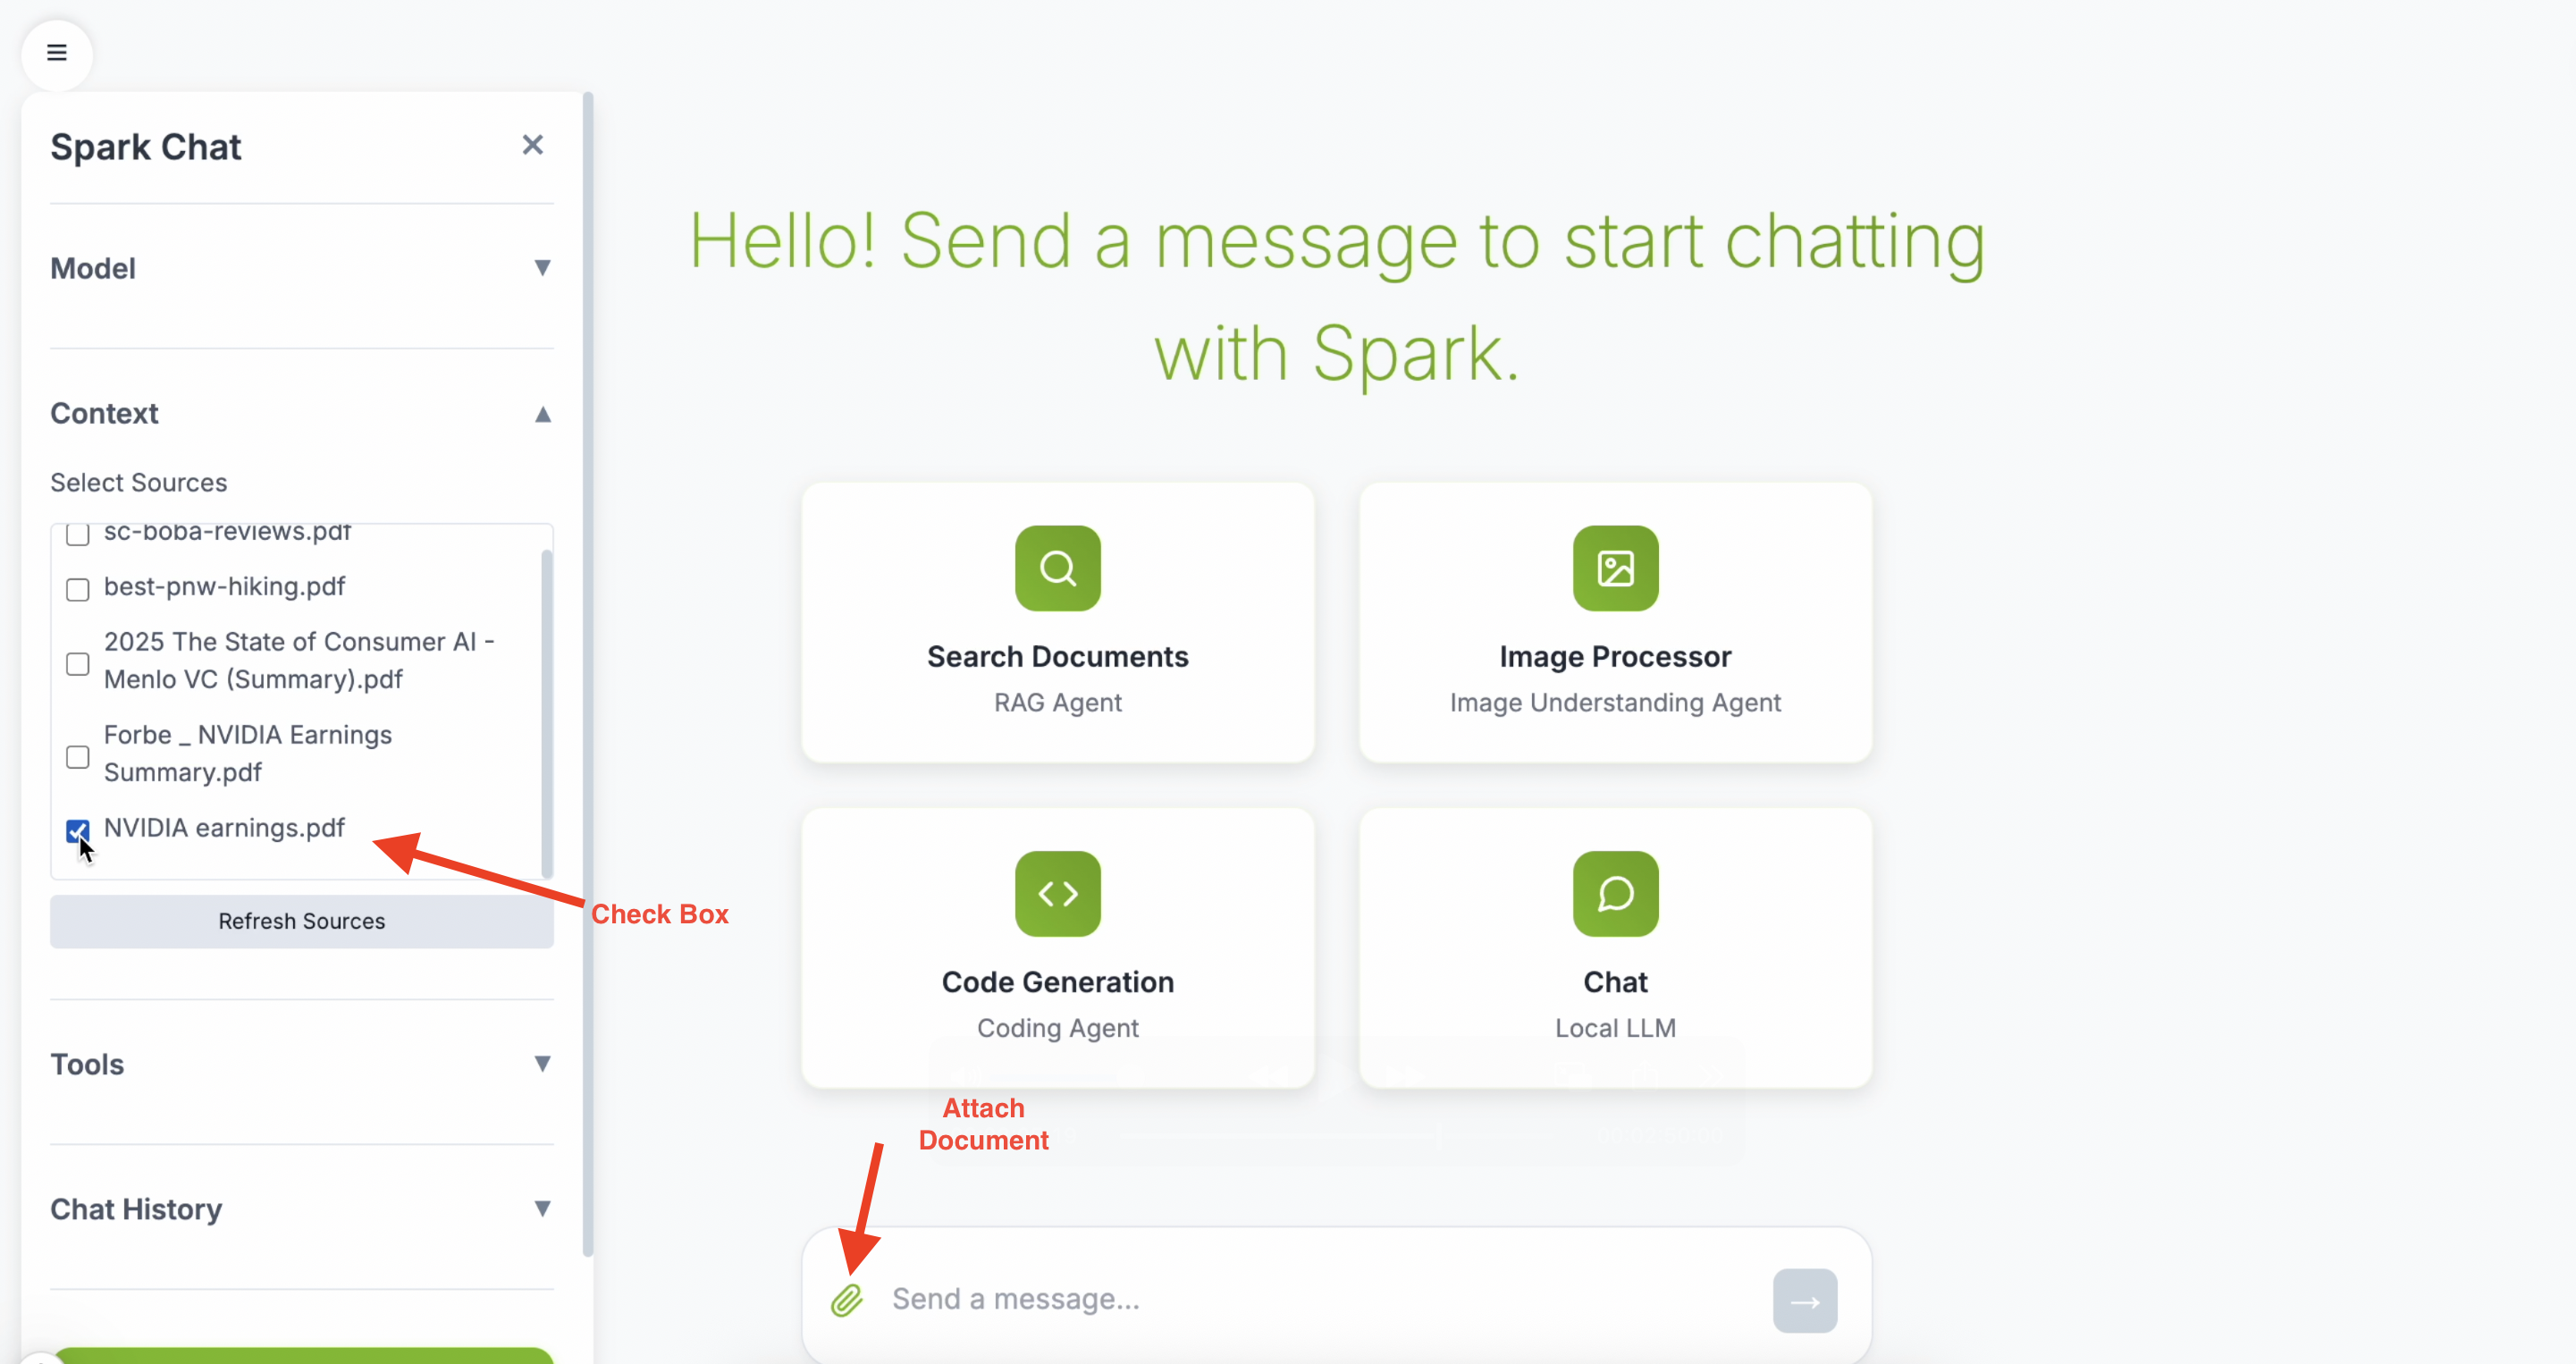 Spark Chat
Model
Context
Select Sources
sc-boba-reviews.pdf
best-pnw-hiking.pdf
2025 The State of Consumer AI -
Menlo VC (Summary).pdf
Forbe _ NVIDIA Earnings
Summary.pdf
NVIDIA earnings.pdf
Refresh Sources
Check Box
Tools
Chat History
Hello! Send a message to start chatting
with Spark.
Search Documents
RAG Agent
Image Processor
Image Understanding Agent
Code Generation
Coding Agent
Chat
Local LLM
Attach
Document
Send a message...